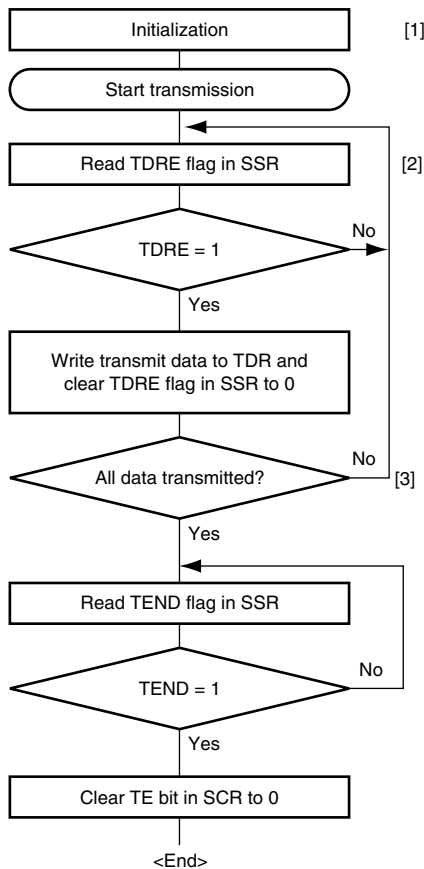 Initialization [1]
Start transmission
Read TDRE flag in SSR [2]
No
TDRE = 1
Yes
Write transmit data to TDR and
clear TDRE flag in SSR to 0
No
All data transmitted? [3]
Yes
Read TEND flag in SSR
No
TEND = 1
Yes
Clear TE bit in SCR to 0
<End>